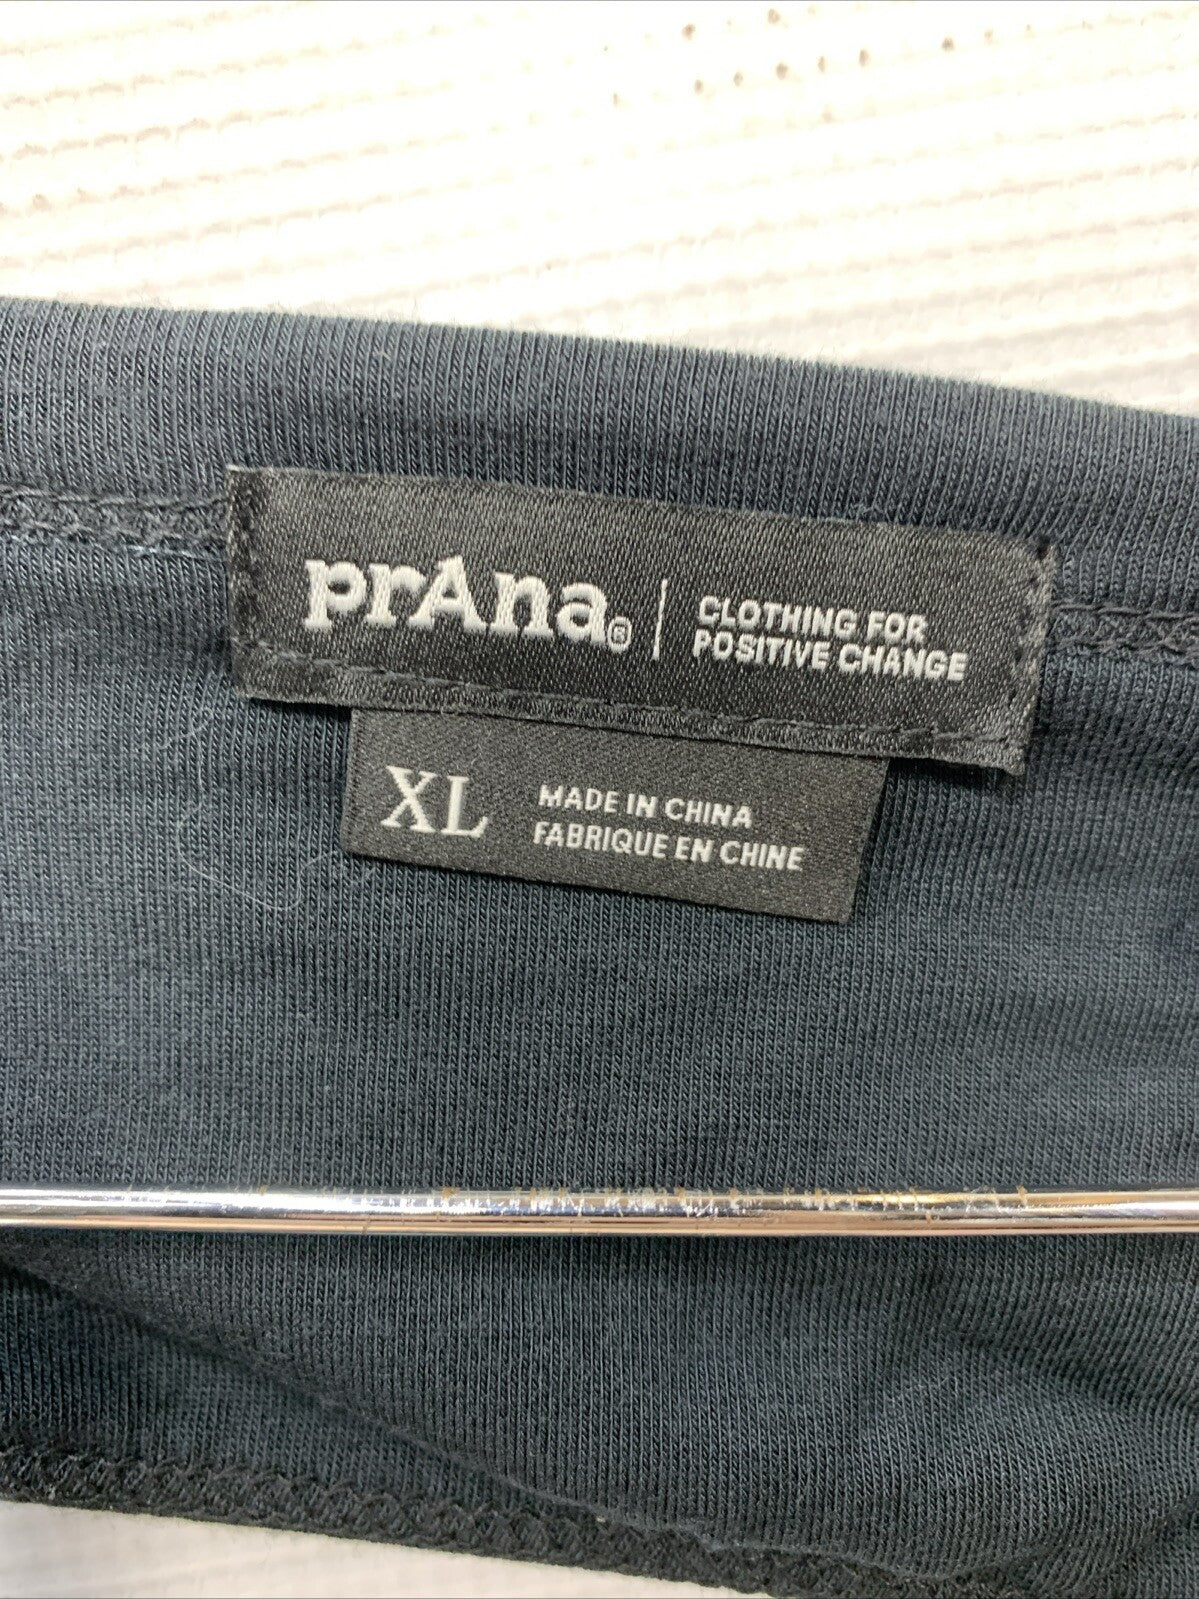 prAna® | CLOTHING FOR
POSITIVE CHANGE
XL
MADE IN CHINA
FABRIQUE EN CHINE